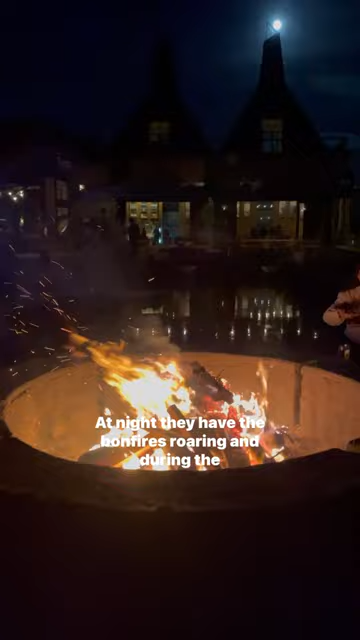 At night they have the
bonfires roaring and
during the